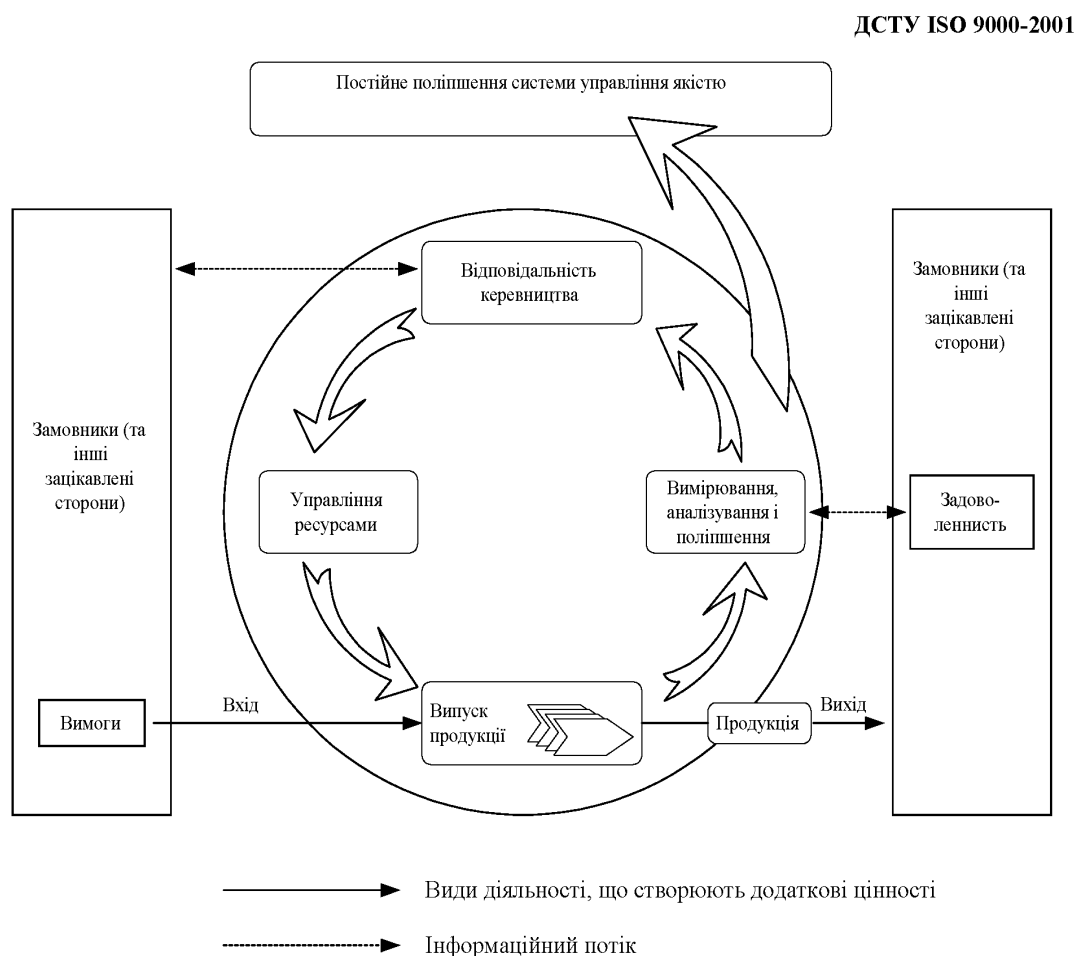 ДСТУ ISO 9000-2001
Постійне поліпшення системи управління якістю
Відповідальність
керевництва
Замовники (та
інші
зацікавлені
сторони)
Замовники (та
інші
зацікавлені
сторони)
Управління
ресурсами
Вимірювання,
аналізування і
поліпшення
Задово-
леннисть
Вимоги
Вхід
Випуск
продукції
Продукція
Вихід
Види діяльності, що створюють додаткові цінності
Інформаційний потік